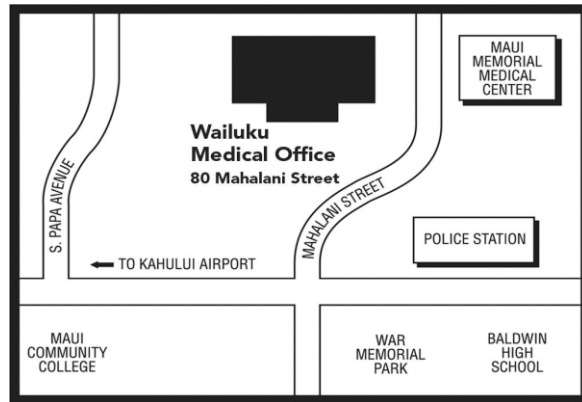 MAUI
MEMORIAL
MEDICAL
CENTER
Wailuku
Medical Office
80 Mahalani Street
S. PAPA AVENUE
MAHALANI STREET
POLICE STATION
TO KAHULUI AIRPORT
MAUI
COMMUNITY
COLLEGE
WAR
MEMORIAL
PARK
BALDWIN
HIGH
SCHOOL